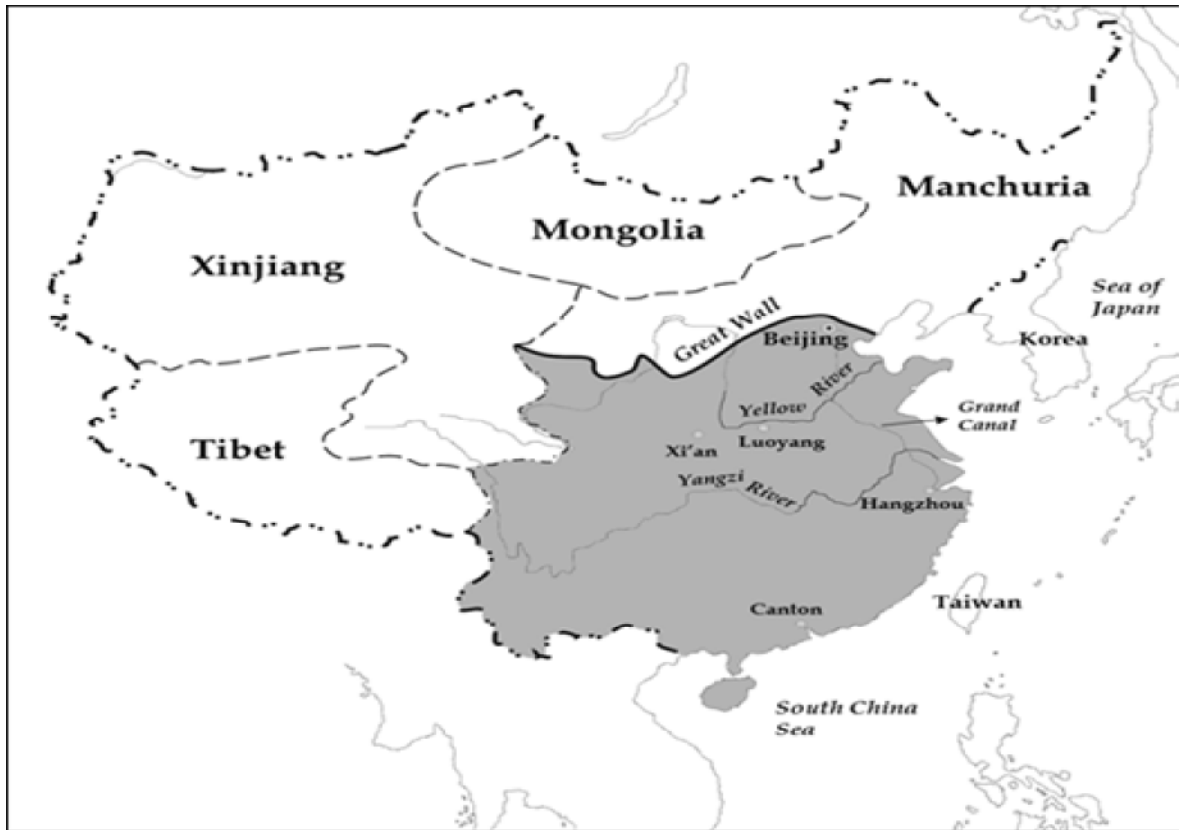 Manchuria
Mongolia
Xinjiang
Sea of
Japan
Great Wall
Beijing
Korea
Yellow River
Grand
Canal
Tibet
Xi'an
Luoyang
Yangzi River
Hangzhou
Taiwan
Canton
South China
Sea